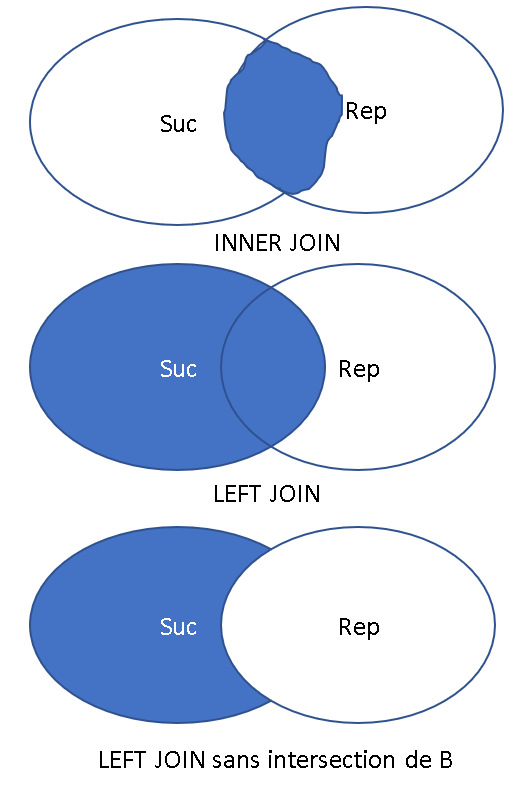 Suc
Rep
INNER JOIN
Suc
Rep
LEFT JOIN
Suc
Rep
LEFT JOIN sans intersection de B